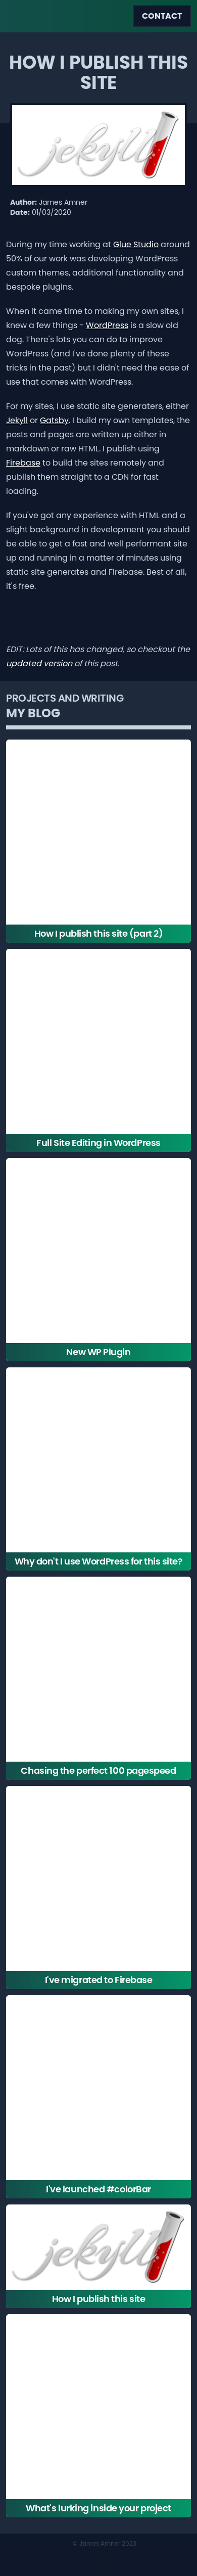 CONTACT
HOW I PUBLISH THIS
SITE
jekyll
Author: James Amner
Date: 01/03/2020
During my time working at Glue Studio around
50% of our work was developing WordPress
custom themes, additional functionality and
bespoke plugins.
When it came time to making my own sites, I
knew a few things - WordPress is a slow old
dog. There's lots you can do to improve
WordPress (and I've done plenty of these
tricks in the past) but I didn't need the ease of
use that comes with WordPress.
For my sites, I use static site generaters, either
Jekyll or Gatsby. I build my own templates, the
posts and pages are written up either in
markdown or raw HTML. I publish using
Firebase to build the sites remotely and
publish them straight to a CDN for fast
loading.
If you've got any experience with HTML and a
slight background in development you should
be able to get a fast and well performant site
up and running in a matter of minutes using
static site generates and Firebase. Best of all,
it's free.
EDIT: Lots of this has changed, so checkout the
updated version of this post.
PROJECTS AND WRITING
MY BLOG
How I publish this site (part 2)
Full Site Editing in WordPress
New WP Plugin
Why don't I use WordPress for this site?
Chasing the perfect 100 pagespeed
I've migrated to Firebase
I've launched #colorBar
jekyll
How I publish this site
What's lurking inside your project
© James Amner 2023